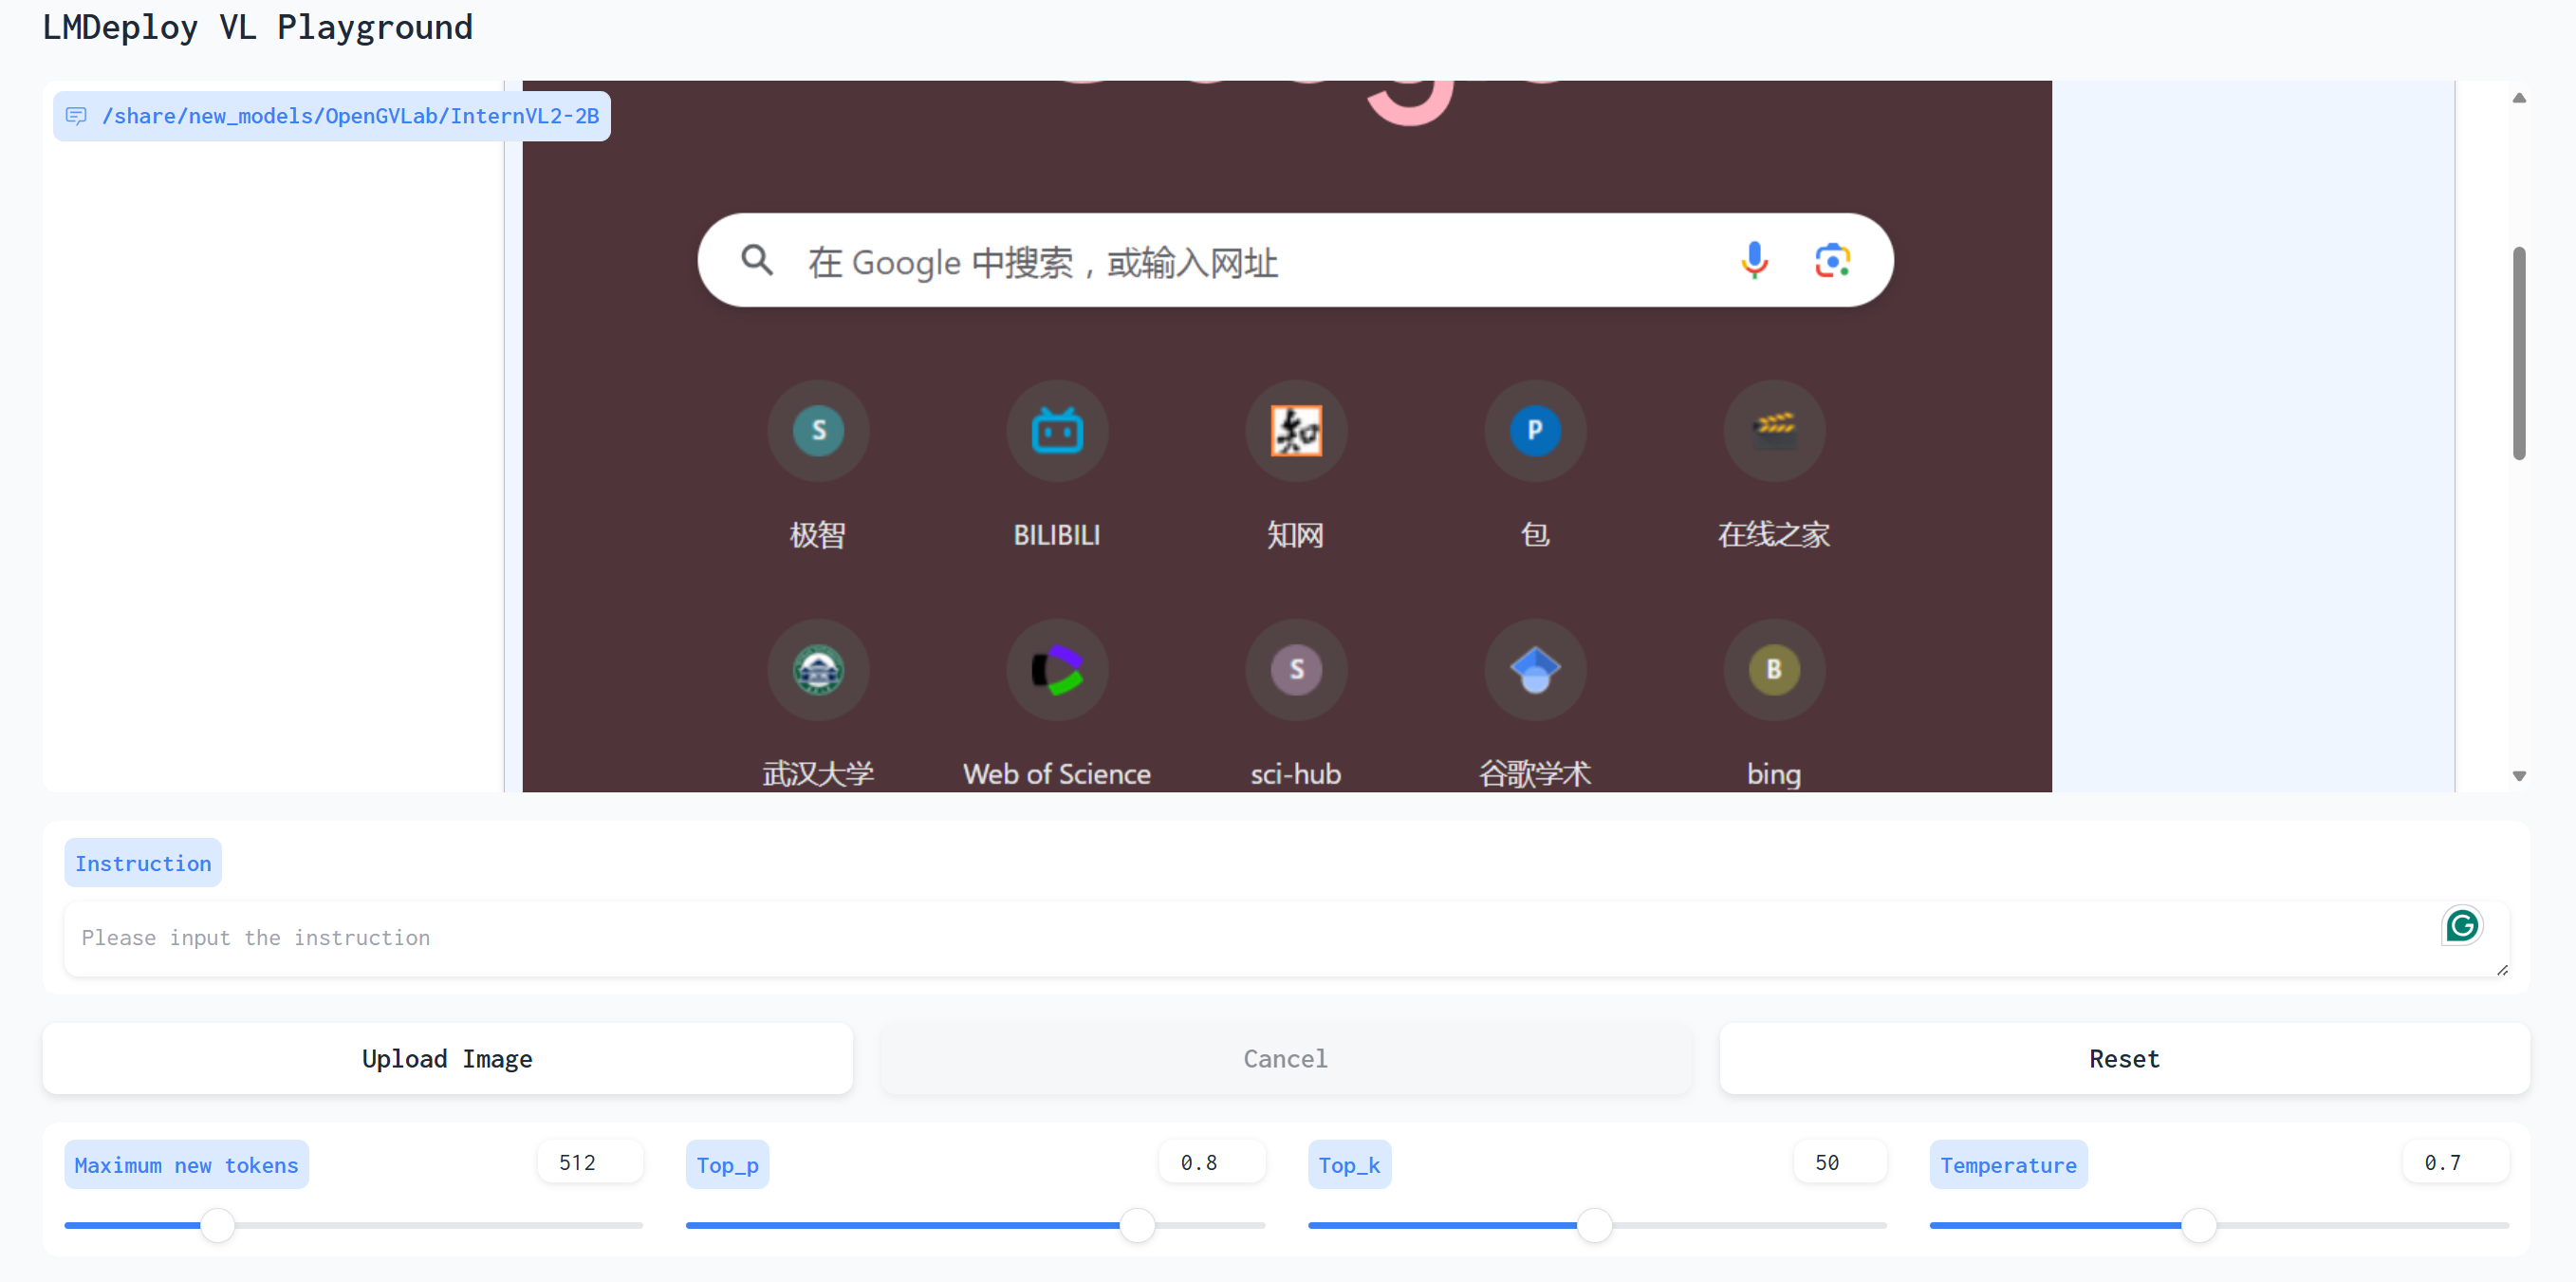 LMDeploy VL Playground
/share/new_models/OpenGVLab/InternVL2-2B
在 Google 中搜索，或输入网址
S
知
P
极智
BILIBILI
知网
包
在线之家
S
B
武汉大学
Web of Science
sci-hub
谷歌学术
bing
Instruction
Please input the instruction
G
Upload Image
Cancel
Reset
Maximum new tokens
512
Top_p
0.8
Top_k
50
Temperature
0.7